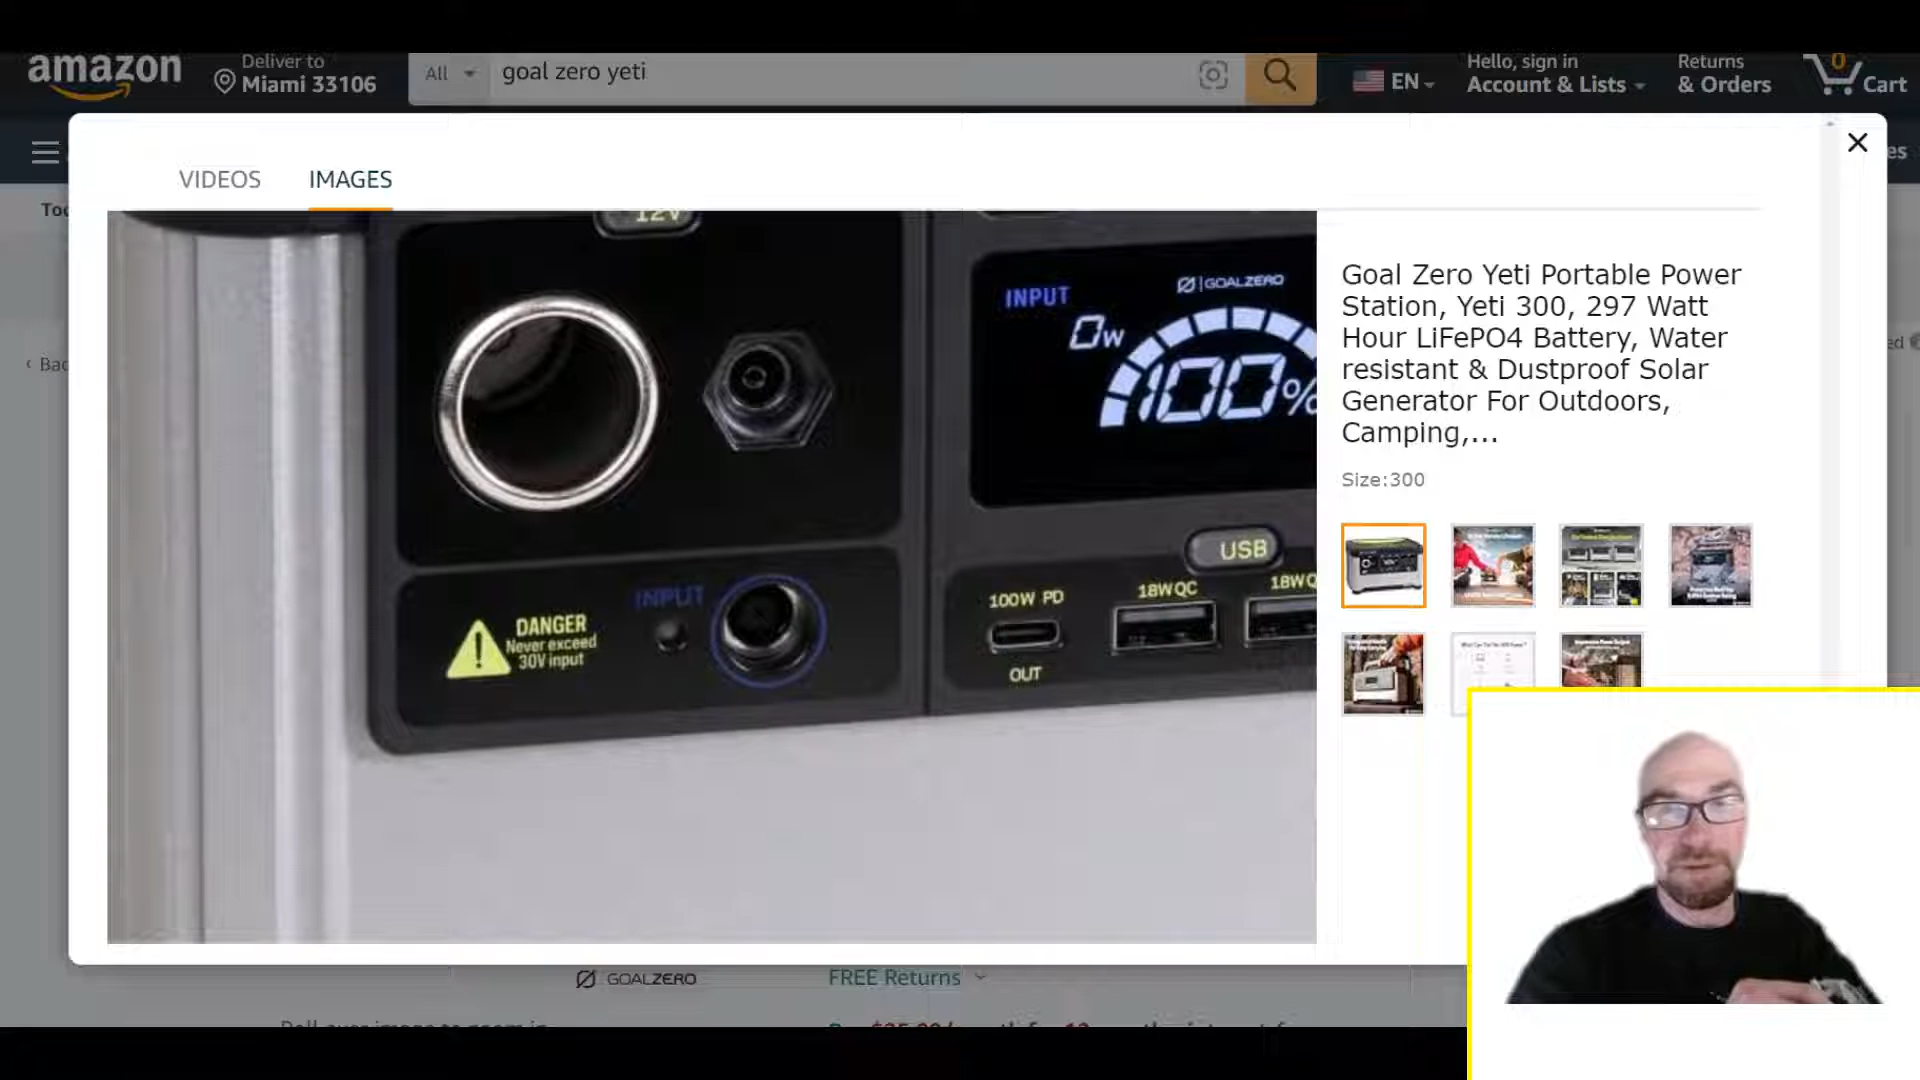 amazon
Deliver to
Miami 33106
All
goal zero yeti
EN
Hello, sign in
Account & Lists
Returns
& Orders
0
Cart
VIDEOS
IMAGES
12V
INPUT
GOALZERO
0w
100%
Goal Zero Yeti Portable Power
Station, Yeti 300, 297 Watt
Hour LiFePO4 Battery, Water
resistant & Dustproof Solar
Generator For Outdoors,
Camping,...
Size:300
USB
100W PD
18W QC
18W Q
OUT
INPUT
DANGER
Never exceed
30V input
GOALZERO
FREE Returns